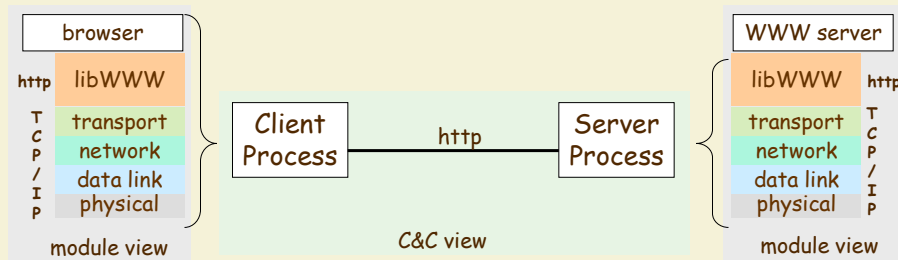 browser
http
libWWW
T
C
P
/
I
P
transport
network
data link
physical
module view
Client
Process
http
Server
Process
C&C view
WWW server
libWWW
http
transport
network
data link
physical
T
C
P
/
I
P
module view